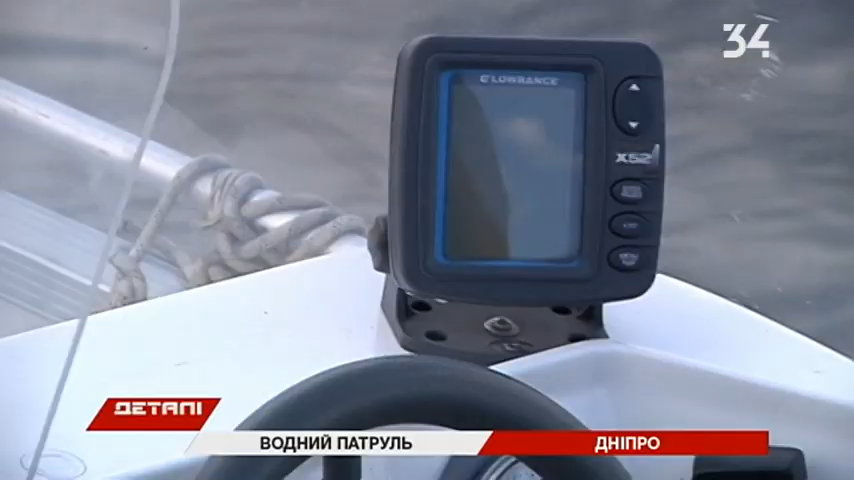 34
LOWRANCE
X52
ДЕТАЛІ
ВОДНИЙ ПАТРУЛЬ
ДНІПРО